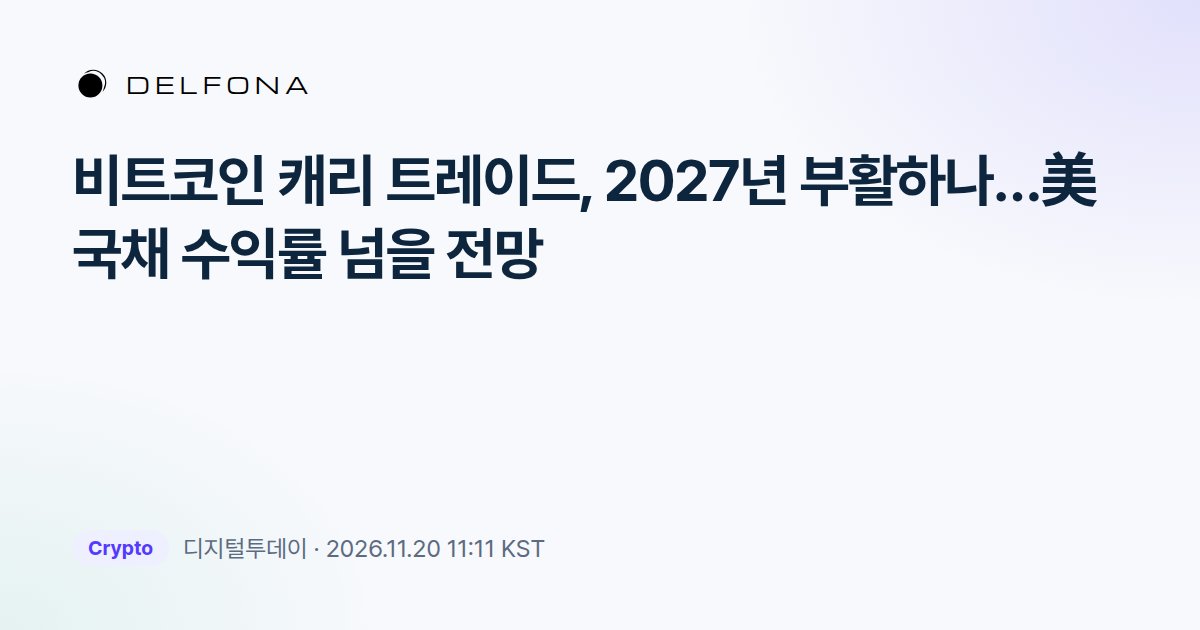 DELFONA
비트코인 캐리 트레이드, 2027년 부활하나…美
국채 수익률 넘을 전망
Crypto 디지털투데이 · 2026.11.20 11:11 KST